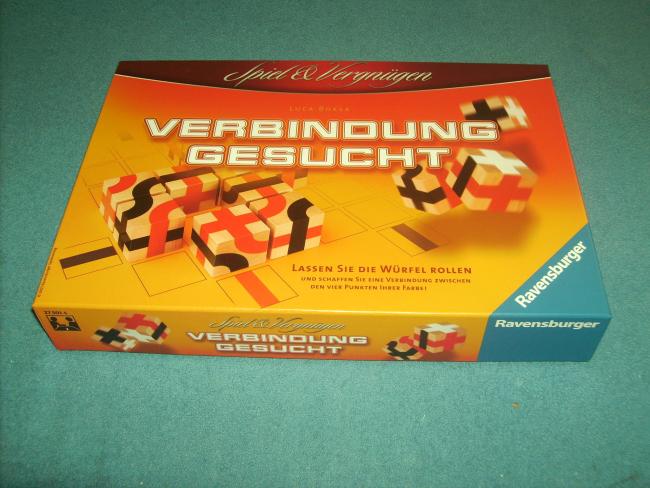 Spiel & Vergnügen
LUCA BORSA
VERBINDUNG
GESUCHT
LASSEN SIE DIE WÜRFEL ROLLEN
UND SCHAFFEN SIE EINE VERBINDUNG ZWISCHEN
DEN VIER PUNKTEN IHRER FARBE!
Ravensburger
Spiel & Vergnügen
VERBINDUNG
GESUCHT
Ravensburger